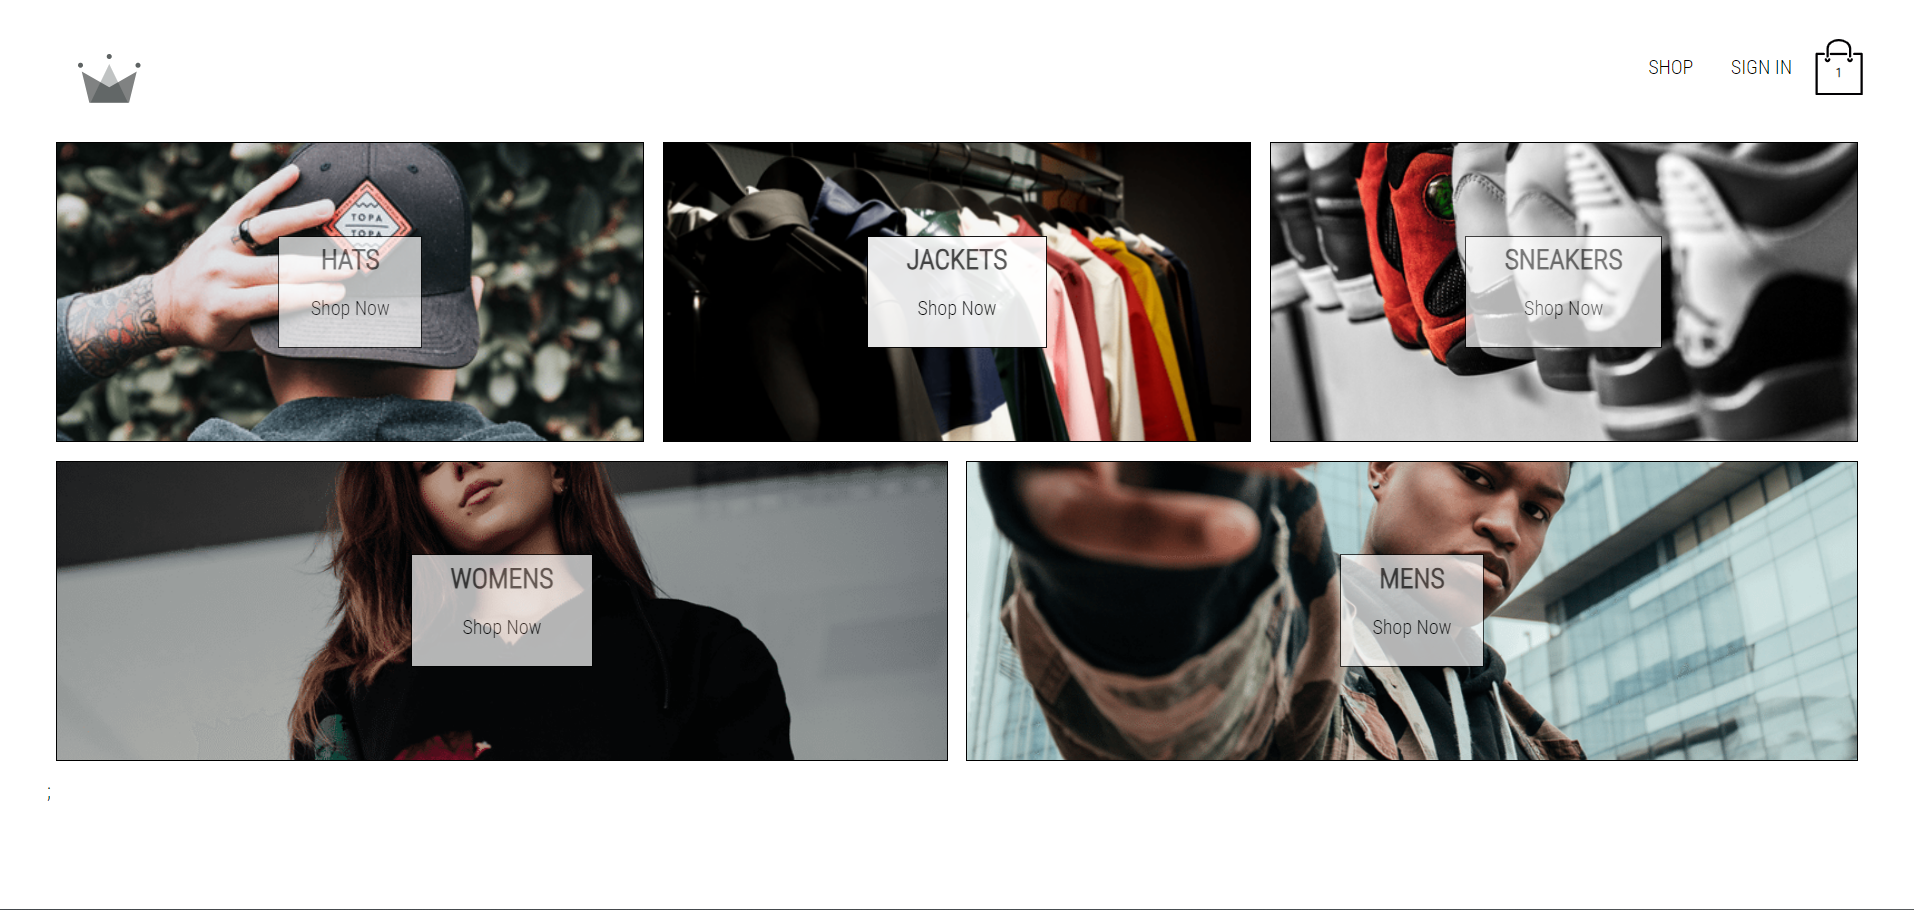 SHOP
SIGN IN
1
TOPA
TOPA
HATS
Shop Now
JACKETS
Shop Now
SNEAKERS
Shop Now
WOMENS
Shop Now
MENS
Shop Now
;